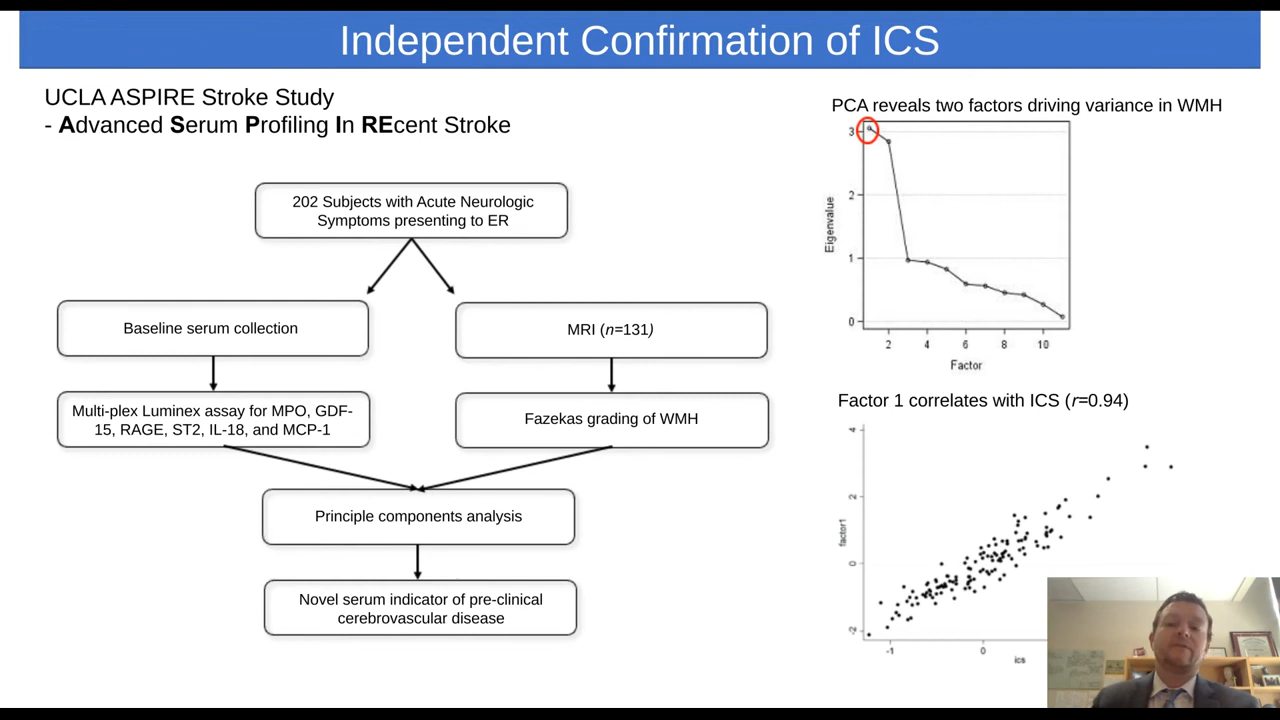 Independent Confirmation of ICS
UCLA ASPIRE Stroke Study
- Advanced Serum Profiling In REcent Stroke
202 Subjects with Acute Neurologic
Symptoms presenting to ER
Baseline serum collection
MRI (n=131)
Multi-plex Luminex assay for MPO, GDF-
15, RAGE, ST2, IL-18, and MCP-1
Fazekas grading of WMH
Principle components analysis
Novel serum indicator of pre-clinical
cerebrovascular disease
PCA reveals two factors driving variance in WMH
3
2
1
0
Eigenvalue
2 4 6 8 10
Factor
Factor 1 correlates with ICS (r=0.94)
4
2
0
-2
factor1
-1 0
ics